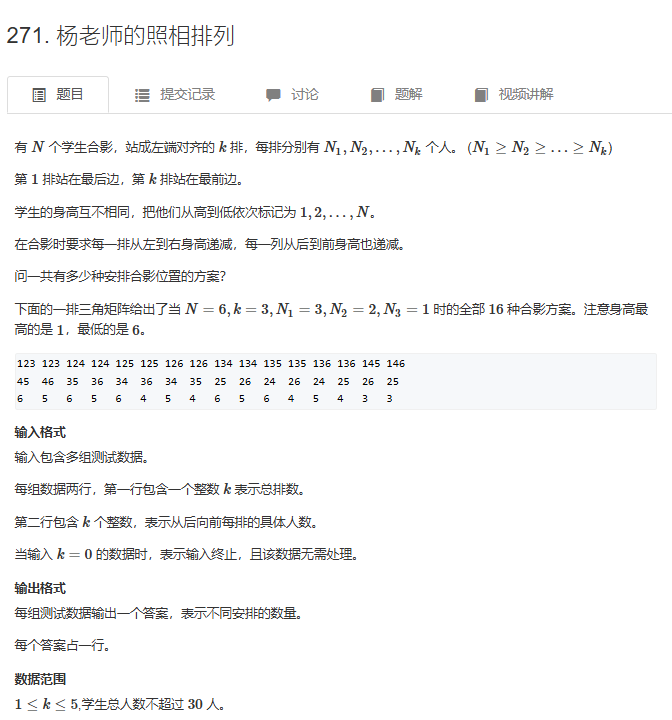 271. 杨老师的照相排列
题目 提交记录 讨论 题解 视频讲解
有 N 个学生合影，站成左端对齐的 k 排，每排分别有 N₁, N₂, …, Nₖ 个人。 (N₁ ≥ N₂ ≥ … ≥ Nₖ)
第 1 排站在最后边，第 k 排站在最前边。
学生的身高互不相同，把他们从高到低依次标记为 1, 2, …, N。
在合影时要求每一排从左到右身高递减，每一列从后到前身高也递减。
问一共有多少种安排合影位置的方案？
下面的一排三角矩阵给出了当 N = 6, k = 3, N₁ = 3, N₂ = 2, N₃ = 1 时的全部 16 种合影方案。注意身高最
高的是 1，最低的是 6。
123 123 124 124 125 125 126 126 134 134 135 135 136 136 145 146
45 46 35 36 34 36 34 35 25 26 24 26 24 25 26 25
6 5 6 5 6 4 5 4 6 5 6 4 5 4 3 3
输入格式
输入包含多组测试数据。
每组数据两行，第一行包含一个整数 k 表示总排数。
第二行包含 k 个整数，表示从后向前每排的具体人数。
当输入 k = 0 的数据时，表示输入终止，且该数据无需处理。
输出格式
每组测试数据输出一个答案，表示不同安排的数量。
每个答案占一行。
数据范围
1 ≤ k ≤ 5,学生总人数不超过 30 人。